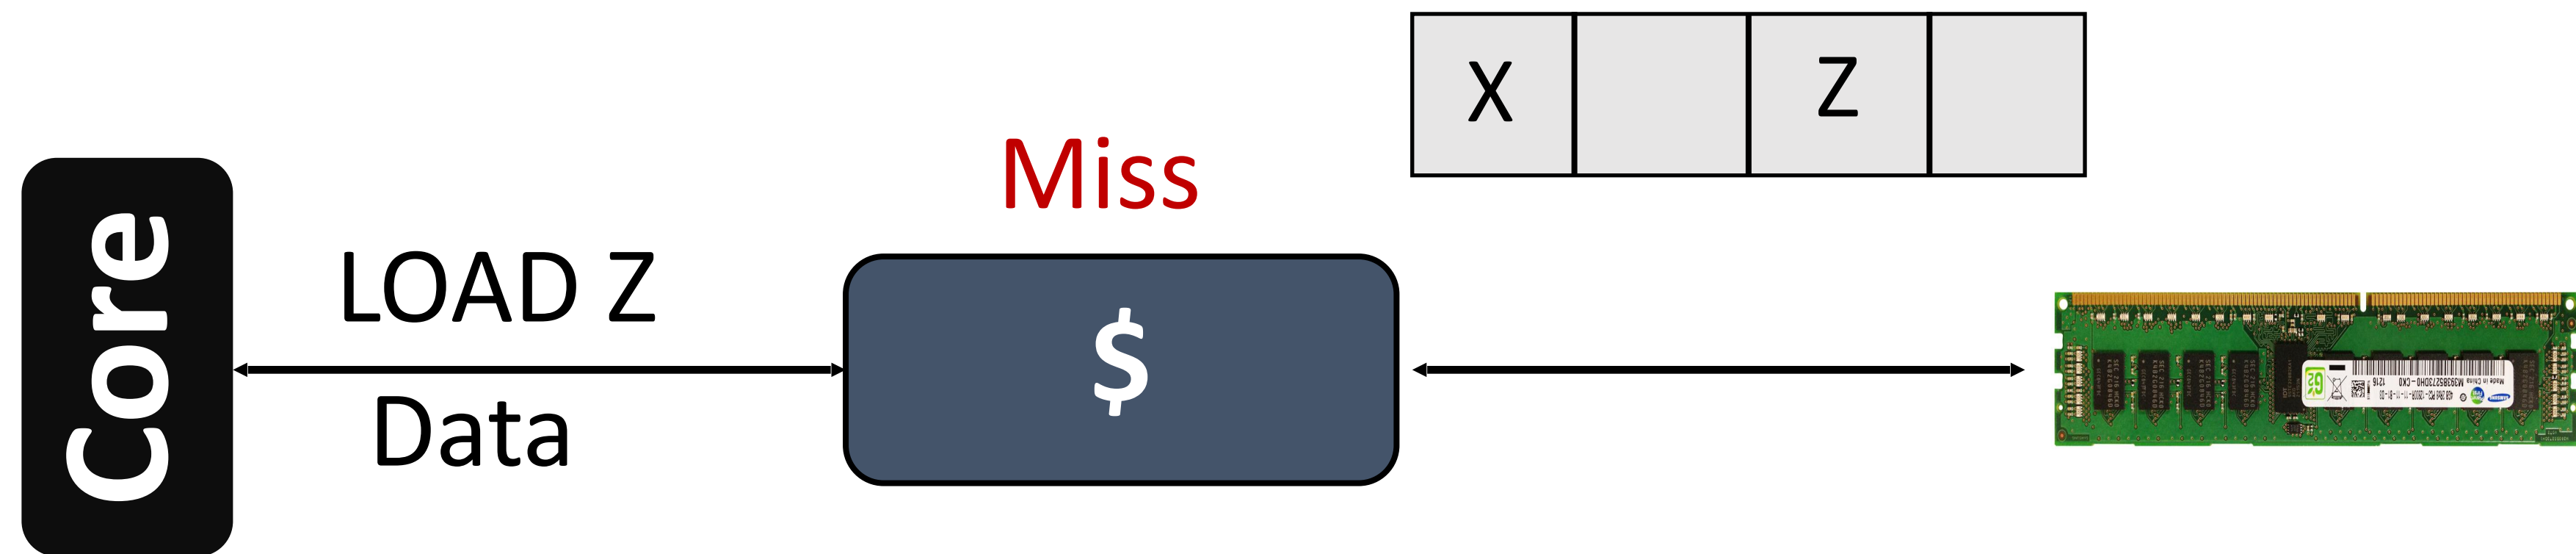 X Z
Miss
Core
LOAD Z
$
Data